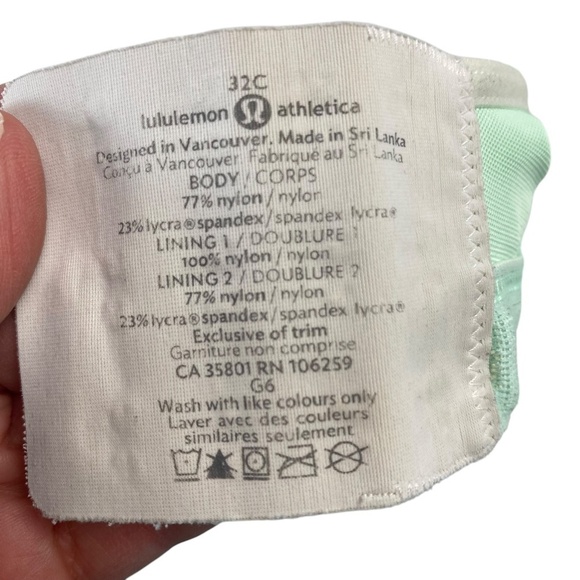 32C
lululemon athletica
Designed in Vancouver. Made in Sri Lanka
Conçu à Vancouver Fabriqué au Sri Lanka
BODY / CORPS
77% nylon / nylon
23% lycra® spandex / spandex lycra®
LINING 1 / DOUBLURE 1
100% nylon / nylon
LINING 2 / DOUBLURE 2
77% nylon / nylon
23% lycra® spandex / spandex lycra®
Exclusive of trim
Garniture non comprise
CA 35801 RN 106259
G6
Wash with like colours only
Laver avec des couleurs
similaires seulement